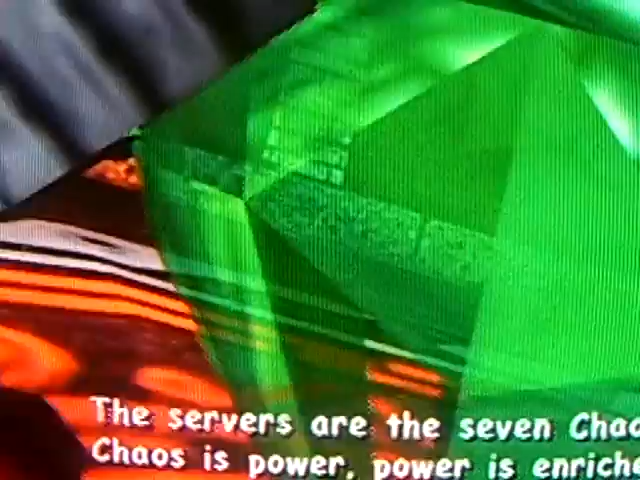 The servers are the seven
Chaos is power, power is